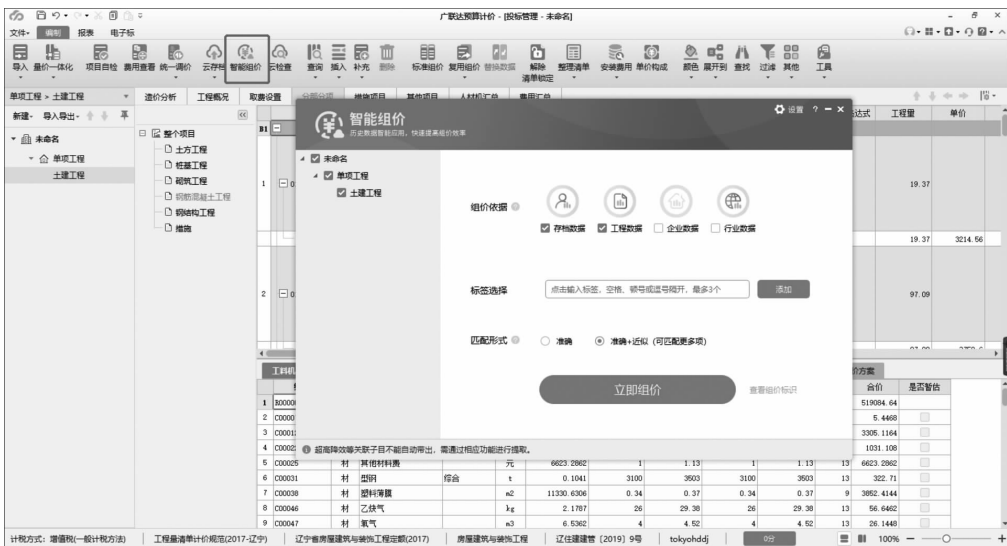 广联达预算计价 - [投标管理 - 未命名]
文件 编制 报表 电子标
导入 量价一体化 项目自检 费用查看 统一调价 云存档 智能组价 云检查 查询 插入 补充 删除 标准组价 复用组价 替换数据 解除清单锁定 整理清单 安装费用 单价构成 颜色 展开到 查找 过滤 其他 工具
单项工程 > 土建工程 造价分析 工程概况 取费设置 分部分项 措施项目 其他项目 人材机汇总 费用汇总
新建 导入导出
未命名
单项工程
土建工程
整个项目
土方工程
桩基工程
砌筑工程
钢筋混凝土工程
钢结构工程
措施
B1
达式 工程量 单价
1 19.37
19.37 3214.56
2 97.09
智能组价
历史数据智能应用，快速提高组价效率
设置 ? － ×
未命名
单项工程
土建工程
组价依据
存档数据 工程数据 企业数据 行业数据
标签选择 点击输入标签，空格、顿号或逗号隔开，最多3个 添加
匹配形式 准确 准确+近似（可匹配更多项）
立即组价 查看组价标识
超高降效等关联子目不能自动带出，需通过相应功能进行提取。
工料机 价方案
合价 是否暂估
1 519084.64
2 5.4468
3 3305.1164
4 1031.108
5 C00025 材 其他材料费 元 6623.2862 1 1.13 1 1.13 13 6623.2862
6 C00031 材 型钢 综合 t 0.1041 3100 3503 3100 3503 13 322.71
7 C00038 材 塑料薄膜 m2 11330.6306 0.34 0.37 0.34 0.37 9 3852.4144
8 C00046 材 乙炔气 kg 2.1787 26 29.38 26 29.38 13 56.6462
9 C00047 材 氧气 m3 6.5362 4 4.52 4 4.52 13 26.1448
计税方式：增值税(一般计税方法) 工程量清单计价规范(2017-辽宁) 辽宁省房屋建筑与装饰工程定额(2017) 房屋建筑与装饰工程 辽住建建管［2019］9号 tokyohddj 0分 100%